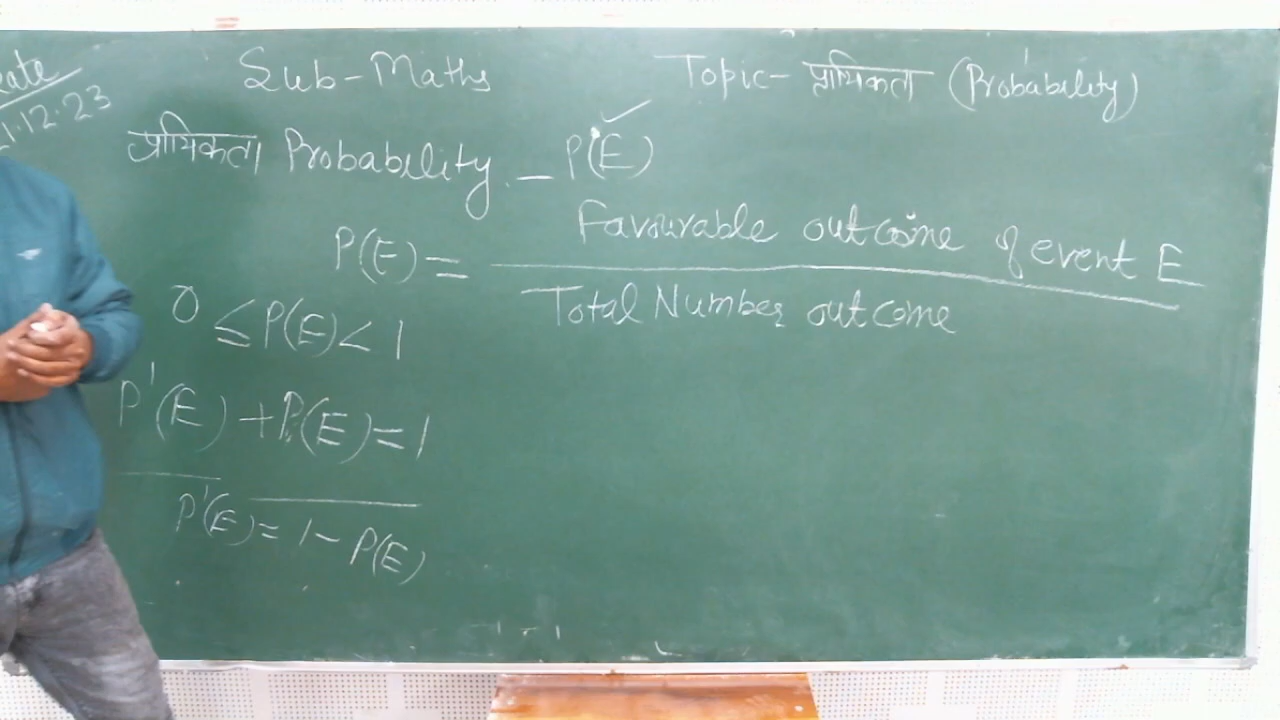 Sub-Maths
Topic- प्रायिकता (Probability)
1.12.23
प्रायिकता Probability - P(E)
P(E) = Favourable outcome of event E
Total Number outcome
0 ≤ P(E) < 1
P'(E) + P(E) = 1
P'(E) = 1 - P(E)